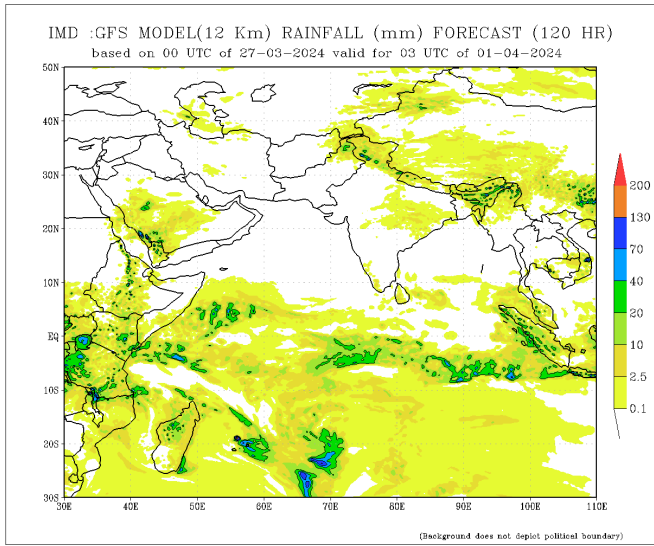 IMD :GFS MODEL(12 Km) RAINFALL (mm) FORECAST (120 HR)
based on 00 UTC of 27-03-2024 valid for 03 UTC of 01-04-2024
50N
40N
30N
20N
10N
EQ
10S
20S
30S
30E 40E 50E 60E 70E 80E 90E 100E 110E
200
130
70
40
20
10
2.5
0.1
(Background does not depict political boundary)